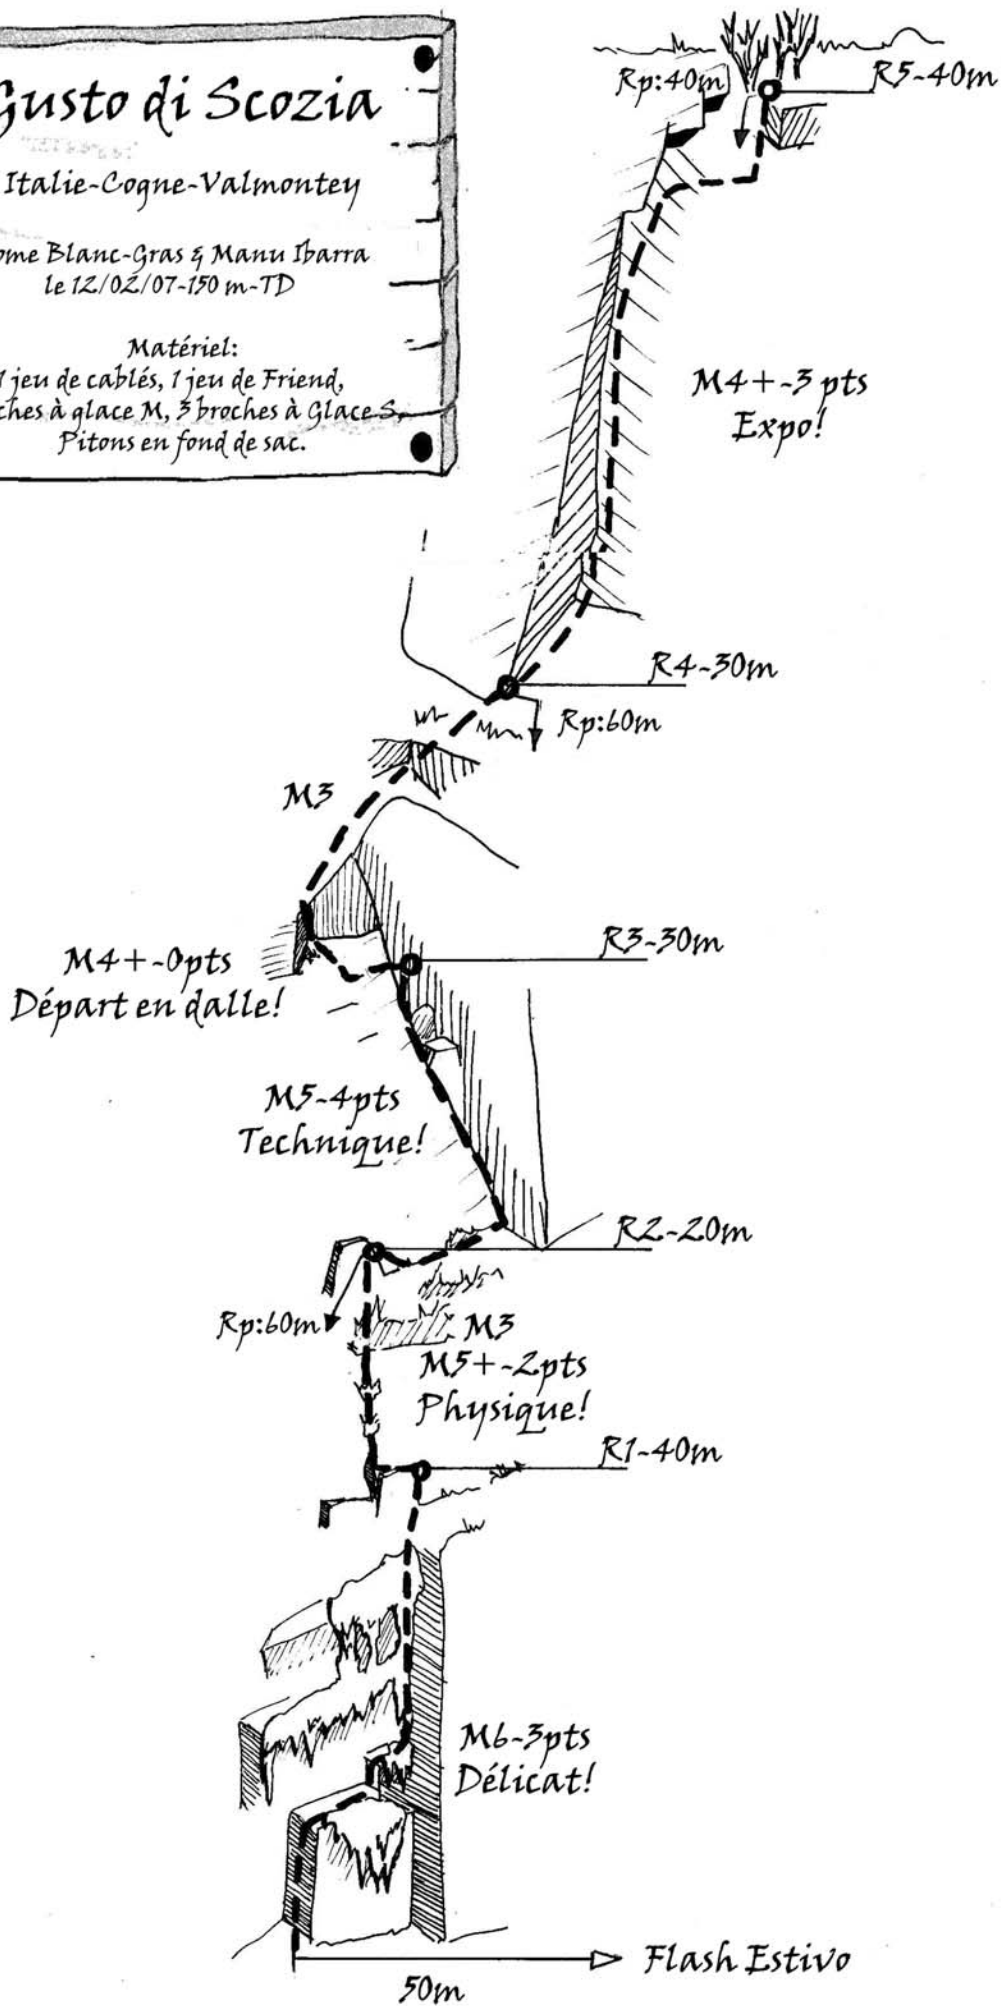 Gusto di Scozia
Italie-Cogne-Valmontey
Blanc-Gras & Manu Ibarra
le 12/02/07-150 m-TD
Matériel:
1 jeu de cablés, 1 jeu de Friend,
à glace M, 3 broches à Glace S,
Pitons en fond de sac.
Rp:40m
R5-40m
M4+-3 pts
Expo!
R4-30m
Rp:60m
M3
R3-30m
M4+-0pts
Départ en dalle!
M5-4pts
Technique!
R2-20m
Rp:60m
M3
M5+-2pts
Physique!
R1-40m
M6-3pts
Délicat!
Flash Estivo
50m